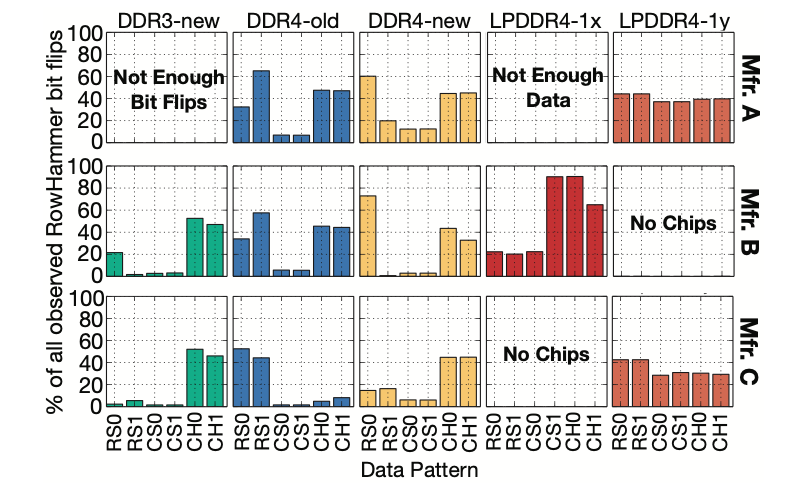 DDR3-new DDR4-old DDR4-new LPDDR4-1x LPDDR4-1y
% of all observed RowHammer bit flips
100
80
60
40
20
0
Not Enough
Bit Flips
Not Enough
Data
Mfr. A
100
80
60
40
20
0
No Chips
Mfr. B
100
80
60
40
20
0
No Chips
Mfr. C
RS0 RS1 CS0 CS1 CH0 CH1 RS0 RS1 CS0 CS1 CH0 CH1 RS0 RS1 CS0 CS1 CH0 CH1 RS0 RS1 CS0 CS1 CH0 CH1 RS0 RS1 CS0 CS1 CH0 CH1
Data Pattern